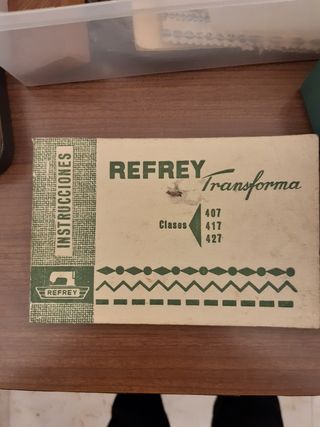 INSTRUCCIONES
REFREY
Transforma
Clases
407
417
427
REFREY